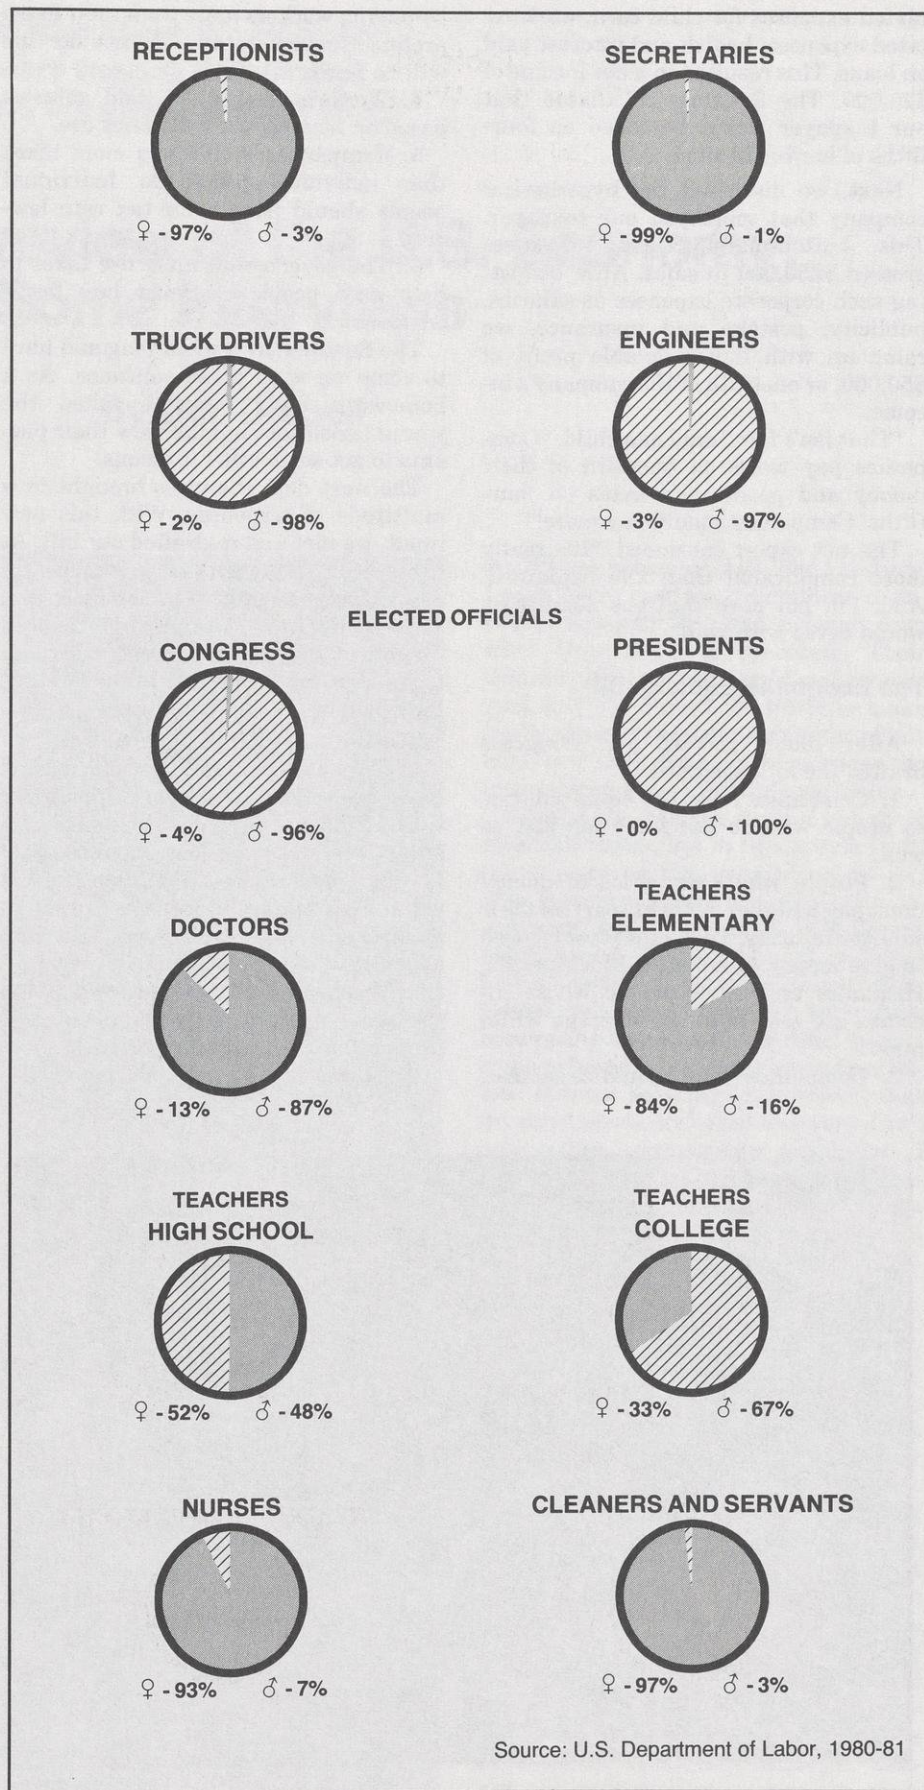 RECEPTIONISTS
♀ - 97% ♂ - 3%
SECRETARIES
♀ - 99% ♂ - 1%
TRUCK DRIVERS
♀ - 2% ♂ - 98%
ENGINEERS
♀ - 3% ♂ - 97%
ELECTED OFFICIALS
CONGRESS
♀ - 4% ♂ - 96%
PRESIDENTS
♀ - 0% ♂ - 100%
DOCTORS
♀ - 13% ♂ - 87%
TEACHERS
ELEMENTARY
♀ - 84% ♂ - 16%
TEACHERS
HIGH SCHOOL
♀ - 52% ♂ - 48%
TEACHERS
COLLEGE
♀ - 33% ♂ - 67%
NURSES
♀ - 93% ♂ - 7%
CLEANERS AND SERVANTS
♀ - 97% ♂ - 3%
Source: U.S. Department of Labor, 1980-81